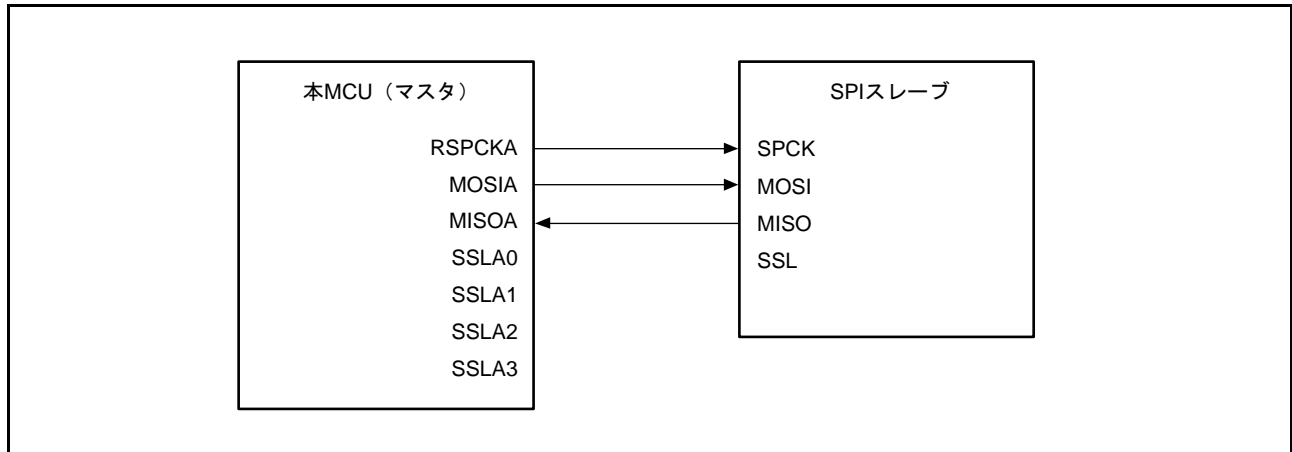 本MCU（マスタ）
RSPCKA
MOSIA
MISOA
SSLA0
SSLA1
SSLA2
SSLA3
SPIスレーブ
SPCK
MOSI
MISO
SSL